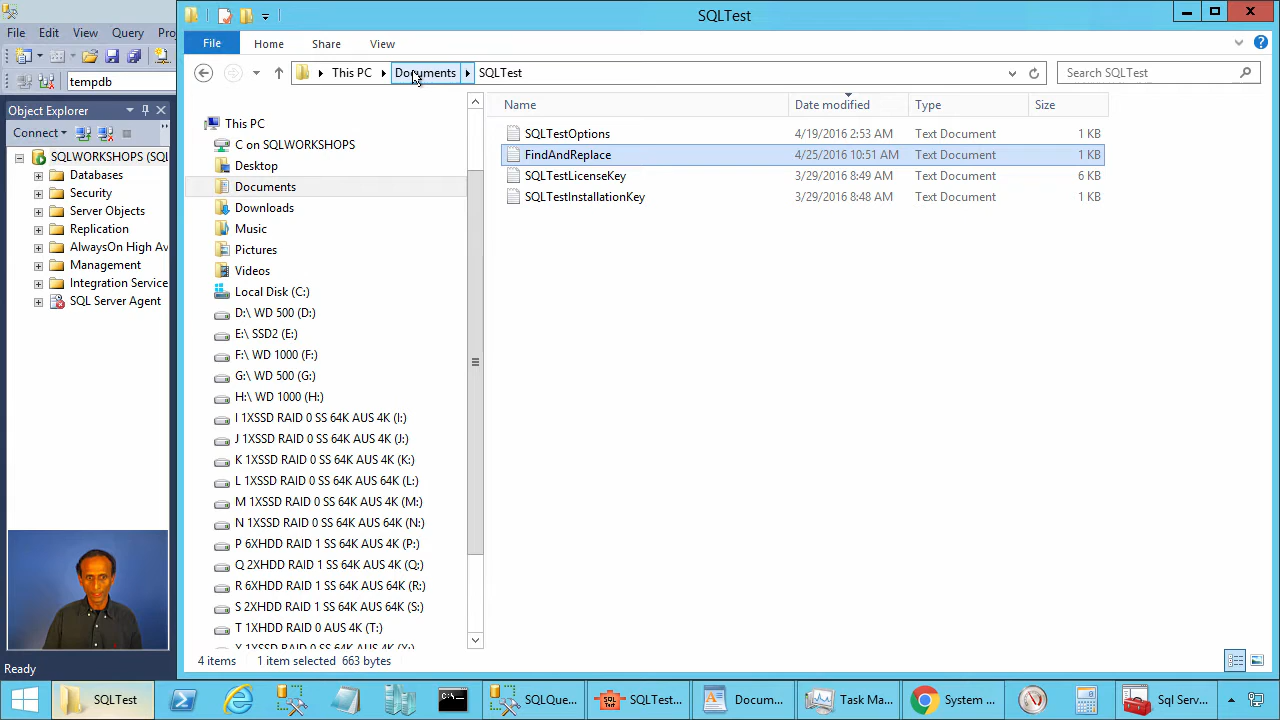 SQLTest
File Edit View Query Pro
File Home Share View
This PC Documents SQLTest
Search SQLTest
tempdb
Object Explorer
Connect
SQLWORKSHOPS (SQL
Databases
Security
Server Objects
Replication
AlwaysOn High Av
Management
Integration Service
SQL Server Agent
Ready
This PC
C on SQLWORKSHOPS
Desktop
Documents
Downloads
Music
Pictures
Videos
Local Disk (C:)
D:\ WD 500 (D:)
E:\ SSD2 (E:)
F:\ WD 1000 (F:)
G:\ WD 500 (G:)
H:\ WD 1000 (H:)
I 1XSSD RAID 0 SS 64K AUS 4K (I:)
J 1XSSD RAID 0 SS 64K AUS 4K (J:)
K 1XSSD RAID 0 SS 64K AUS 4K (K:)
L 1XSSD RAID 0 SS 64K AUS 4K (L:)
M 1XSSD RAID 0 SS 64K AUS 4K (M:)
N 1XSSD RAID 0 SS 64K AUS 64K (N:)
P 6XHDD RAID 1 SS 64K AUS 4K (P:)
Q 2XHDD RAID 1 SS 64K AUS 64K (Q:)
R 6XHDD RAID 1 SS 64K AUS 64K (R:)
S 2XHDD RAID 1 SS 64K AUS 64K (S:)
T 1XHDD RAID 0 AUS 4K (T:)
Name Date modified Type Size
SQLTestOptions 4/19/2016 2:53 AM Text Document 1 KB
FindAndReplace 4/25/2016 10:51 AM Text Document 1 KB
SQLTestLicenseKey 3/29/2016 8:49 AM Text Document 6 KB
SQLTestInstallationKey 3/29/2016 8:48 AM Text Document 1 KB
4 items 1 item selected 663 bytes
SQLTest SQLQue... SQLTest... Docum... Task Ma... System ... Sql Serv...